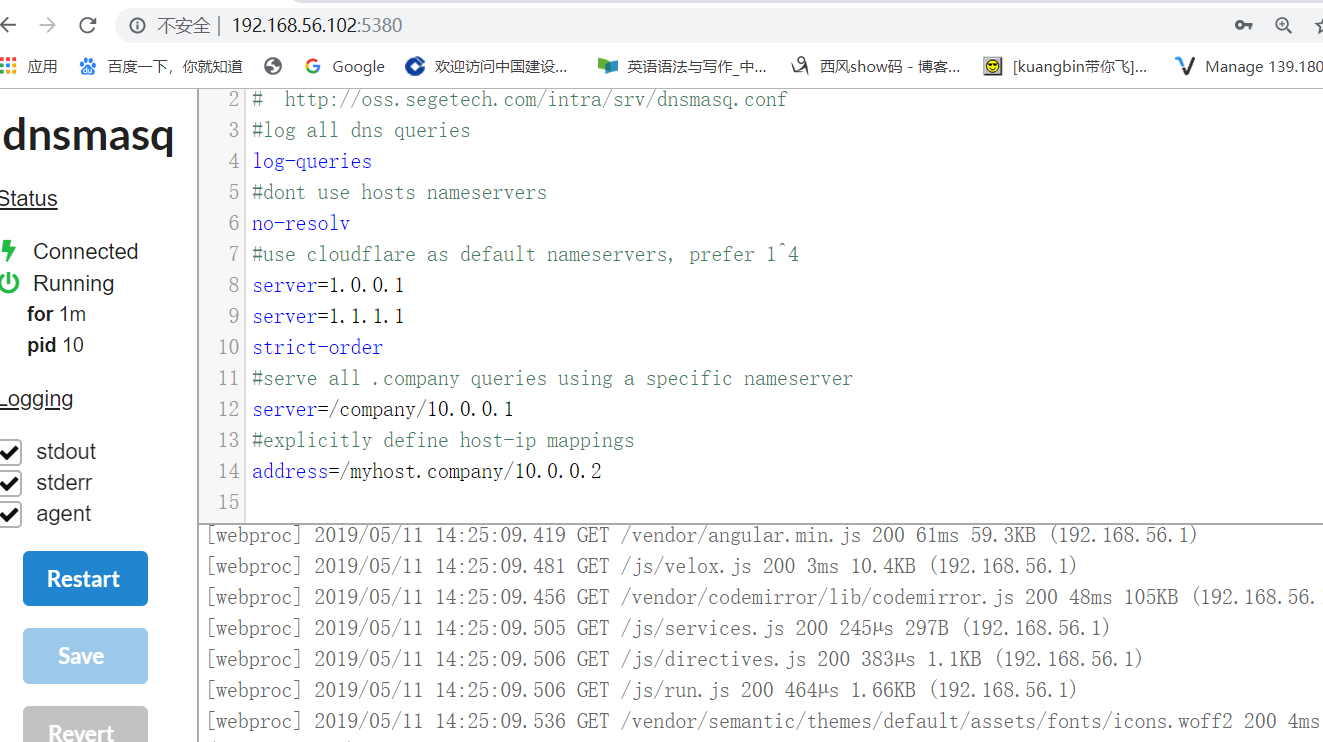 不安全 | 192.168.56.102:5380
应用 百度一下，你就知道 Google 欢迎访问中国建设... 英语语法与写作_中... 西风show码 - 博客... [kuangbin带你飞]... Manage 139.180
dnsmasq
Status
Connected
Running
for 1m
pid 10
Logging
stdout
stderr
agent
Restart
Save
Revert
2 # http://oss.segetech.com/intra/srv/dnsmasq.conf
3 #log all dns queries
4 log-queries
5 #dont use hosts nameservers
6 no-resolv
7 #use cloudflare as default nameservers, prefer 1^4
8 server=1.0.0.1
9 server=1.1.1.1
10 strict-order
11 #serve all .company queries using a specific nameserver
12 server=/company/10.0.0.1
13 #explicitly define host-ip mappings
14 address=/myhost.company/10.0.0.2
15
[webproc] 2019/05/11 14:25:09.419 GET /vendor/angular.min.js 200 61ms 59.3KB (192.168.56.1)
[webproc] 2019/05/11 14:25:09.481 GET /js/velox.js 200 3ms 10.4KB (192.168.56.1)
[webproc] 2019/05/11 14:25:09.456 GET /vendor/codemirror/lib/codemirror.js 200 48ms 105KB (192.168.56.
[webproc] 2019/05/11 14:25:09.505 GET /js/services.js 200 245µs 297B (192.168.56.1)
[webproc] 2019/05/11 14:25:09.506 GET /js/directives.js 200 383µs 1.1KB (192.168.56.1)
[webproc] 2019/05/11 14:25:09.506 GET /js/run.js 200 464µs 1.66KB (192.168.56.1)
[webproc] 2019/05/11 14:25:09.536 GET /vendor/semantic/themes/default/assets/fonts/icons.woff2 200 4ms